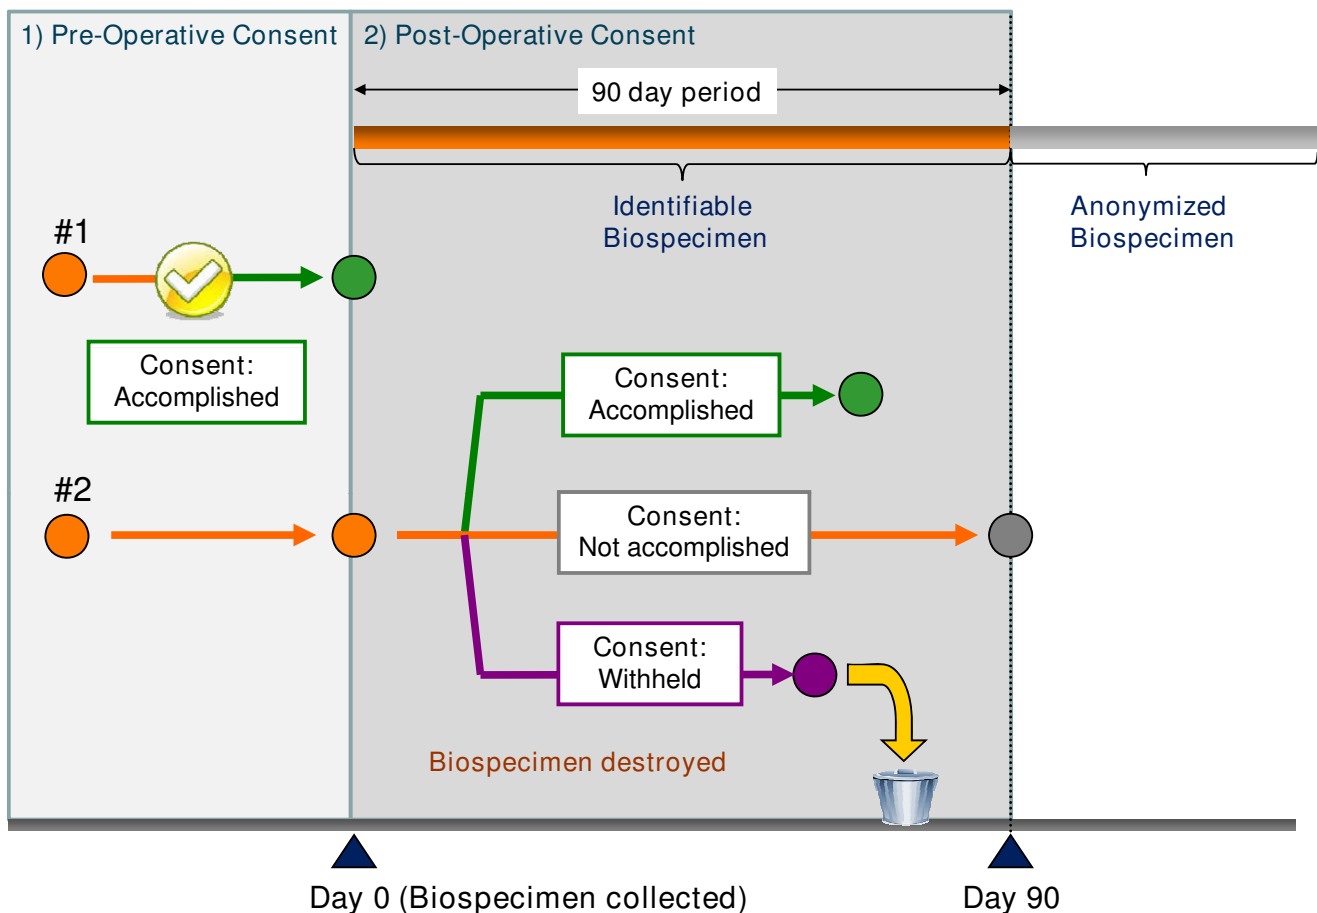 1) Pre-Operative Consent
2) Post-Operative Consent
90 day period
Identifiable
Biospecimen
Anonymized
Biospecimen
#1
Consent:
Accomplished
Consent:
Accomplished
#2
Consent:
Not accomplished
Consent:
Withheld
Biospecimen destroyed
Day 0 (Biospecimen collected)
Day 90